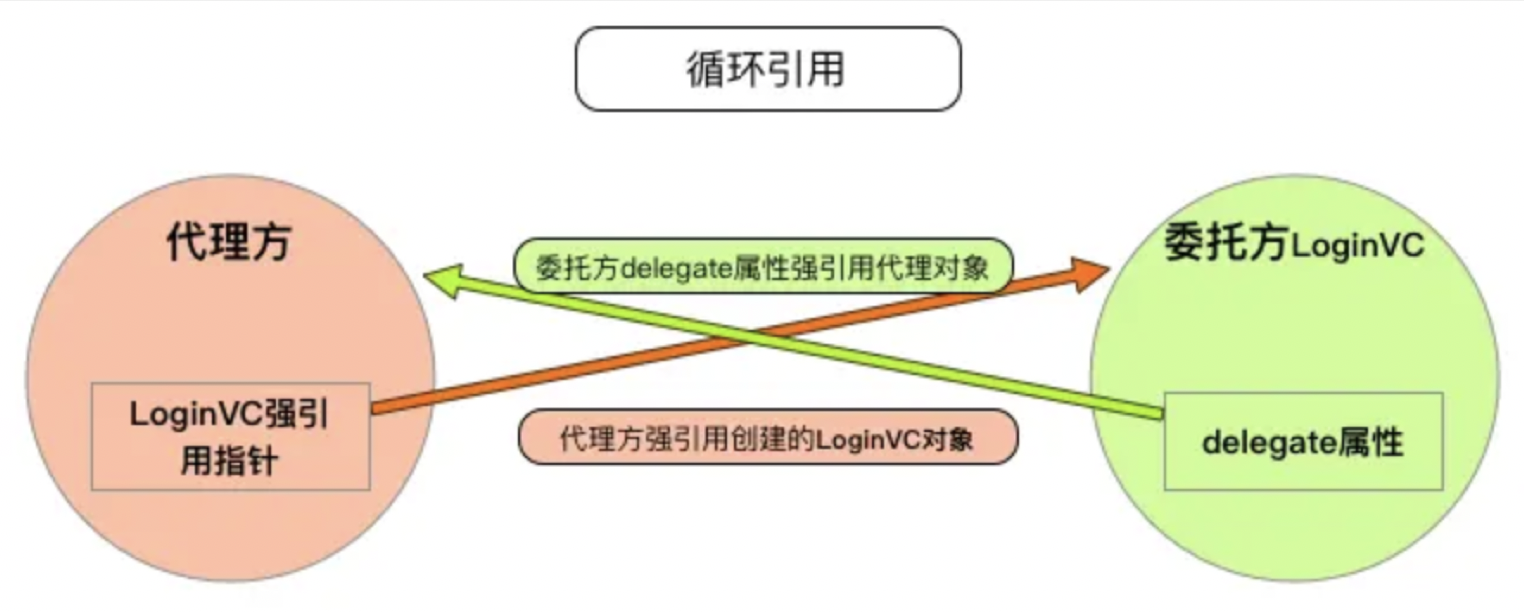 循环引用
代理方
委托方LoginVC
委托方delegate属性强引用代理对象
LoginVC强引
用指针
代理方强引用创建的LoginVC对象
delegate属性